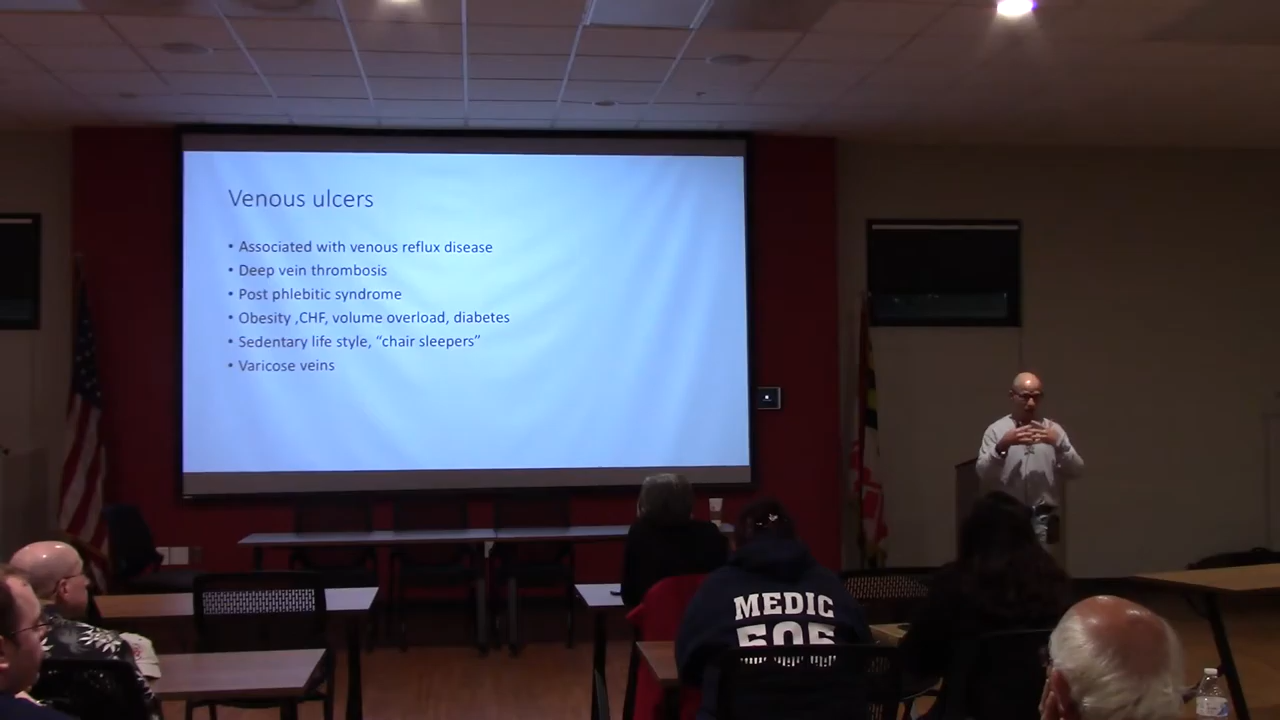 Venous ulcers
• Associated with venous reflux disease
• Deep vein thrombosis
• Post phlebitic syndrome
• Obesity ,CHF, volume overload, diabetes
• Sedentary life style, “chair sleepers”
• Varicose veins
MEDIC
505